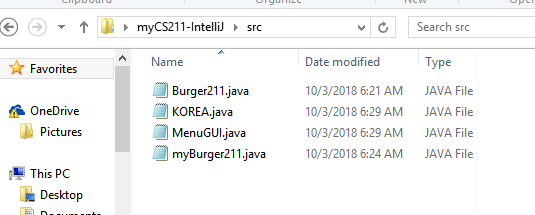 Clipboard Organize New Open
myCS211-IntelliJ src Search src
Name Date modified Type
Favorites
Burger211.java 10/3/2018 6:21 AM JAVA File
KOREA.java 10/3/2018 6:29 AM JAVA File
OneDrive
MenuGUI.java 10/3/2018 6:29 AM JAVA File
Pictures
myBurger211.java 10/3/2018 6:24 AM JAVA File
This PC
Desktop
Documents